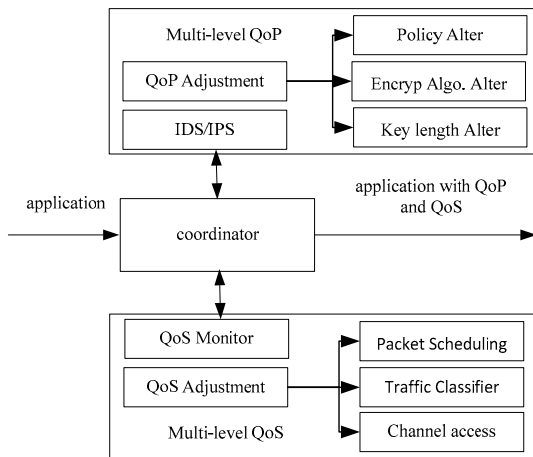 Multi-level QoP
Policy Alter
QoP Adjustment
Encryp Algo. Alter
IDS/IPS
Key length Alter
application
coordinator
application with QoP
and QoS
QoS Monitor
Packet Scheduling
QoS Adjustment
Traffic Classifier
Multi-level QoS
Channel access